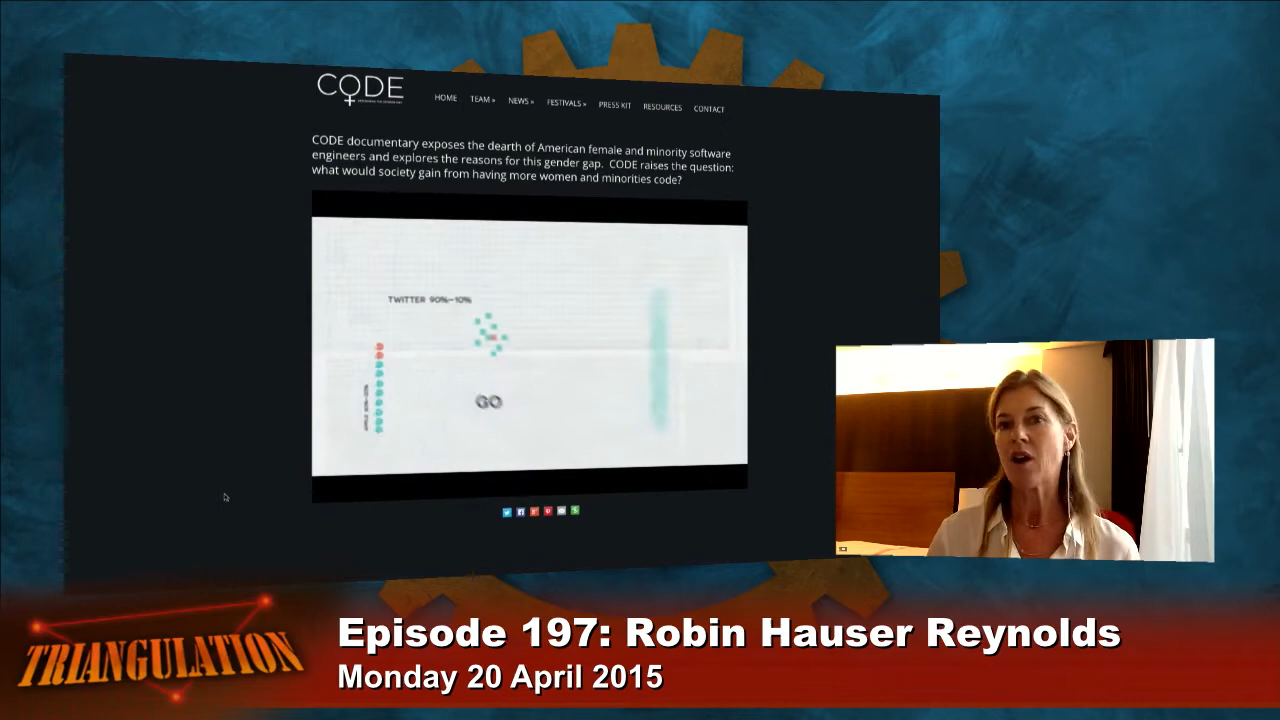 CODE
HOME TEAM » NEWS » FESTIVALS » PRESS KIT RESOURCES CONTACT
CODE documentary exposes the dearth of American female and minority software
engineers and explores the reasons for this gender gap. CODE raises the question:
what would society gain from having more women and minorities code?
TWITTER 90%-10%
GO
TRIANGULATION
Episode 197: Robin Hauser Reynolds
Monday 20 April 2015